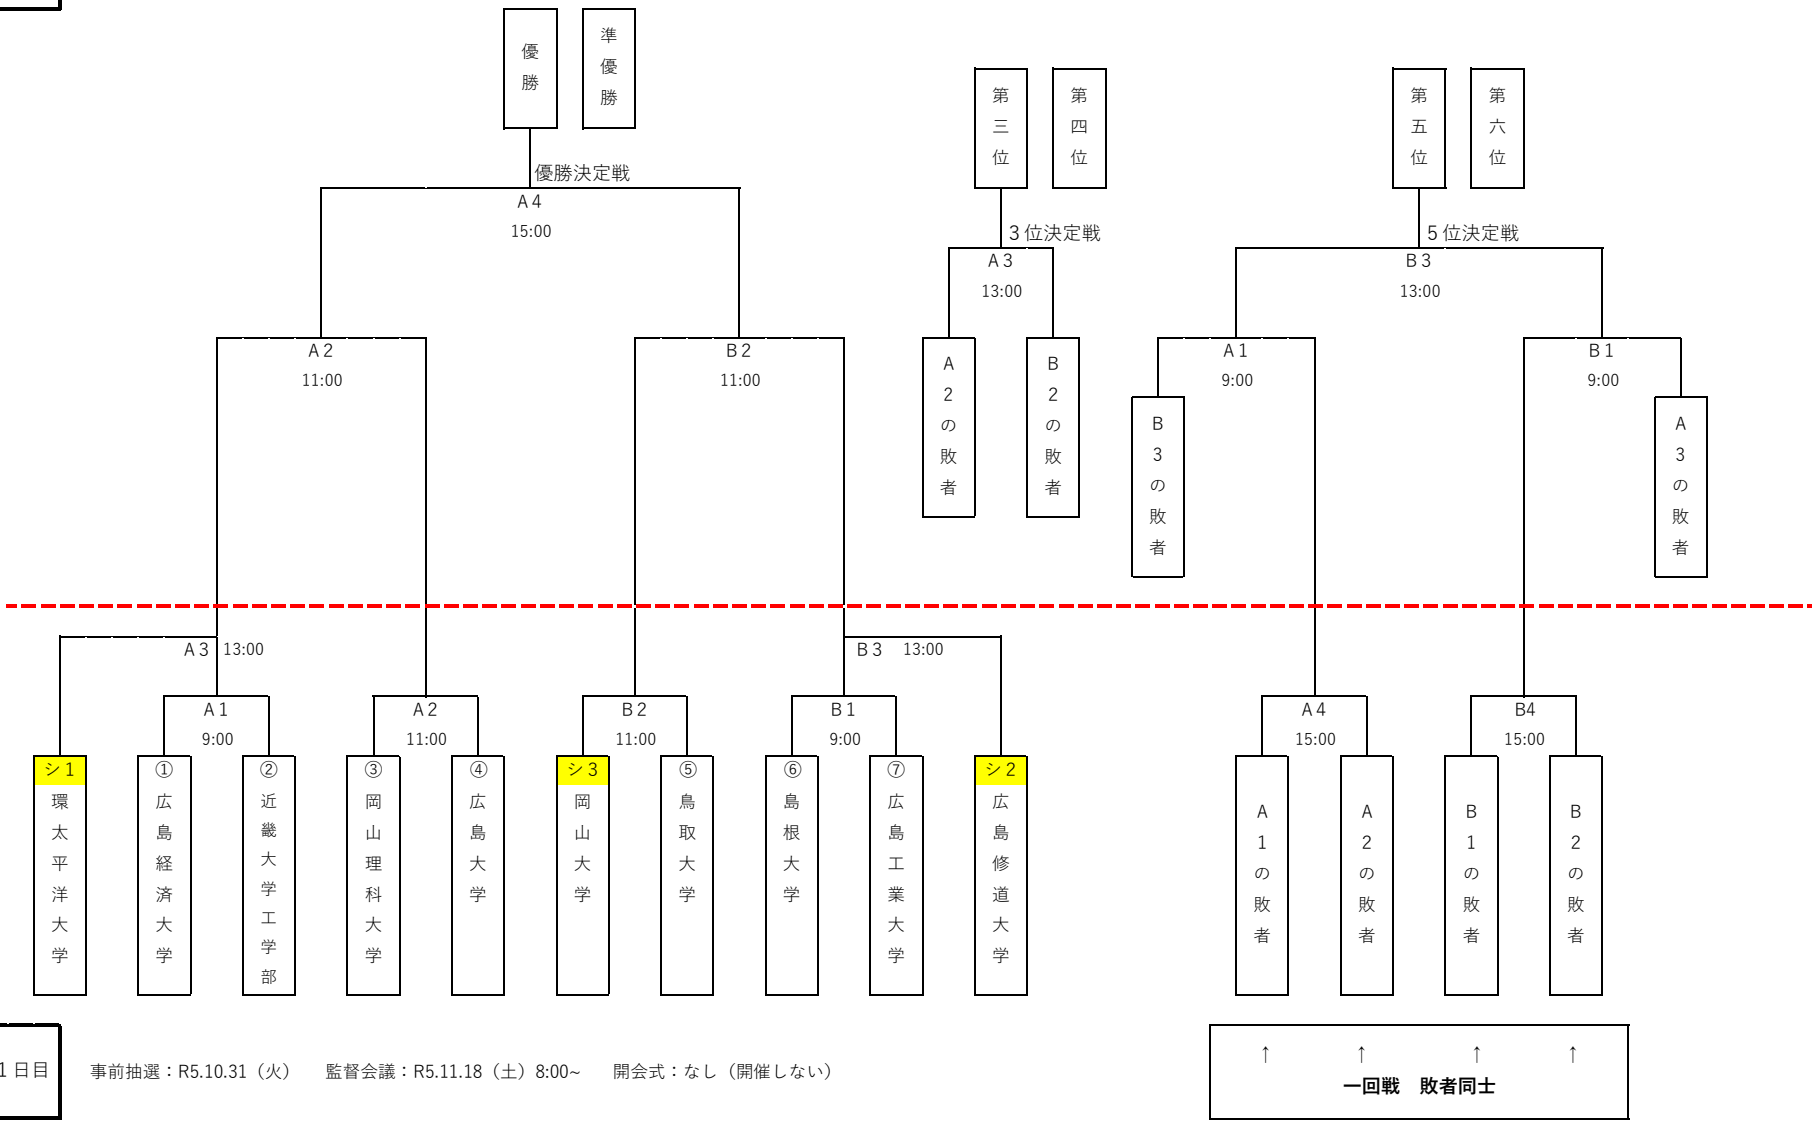 優勝
準優勝
第三位
第四位
第五位
第六位
優勝決定戦
A4
15:00
3位決定戦
A3
13:00
5位決定戦
B3
13:00
A2
11:00
B2
11:00
A2の敗者
B2の敗者
A1
9:00
B1
9:00
B3の敗者
A3の敗者
A3 13:00
B3 13:00
A1
9:00
A2
11:00
B2
11:00
B1
9:00
A4
15:00
B4
15:00
シ1 環太平洋大学
① 広島経済大学
② 近畿大学工学部
③ 岡山理科大学
④ 広島大学
シ3 岡山大学
⑤ 鳥取大学
⑥ 島根大学
⑦ 広島工業大学
シ2 広島修道大学
A1の敗者
A2の敗者
B1の敗者
B2の敗者
1日目
事前抽選：R5.10.31（火） 監督会議：R5.11.18（土）8:00~ 開会式：なし（開催しない）
↑ ↑ ↑ ↑
一回戦 敗者同士